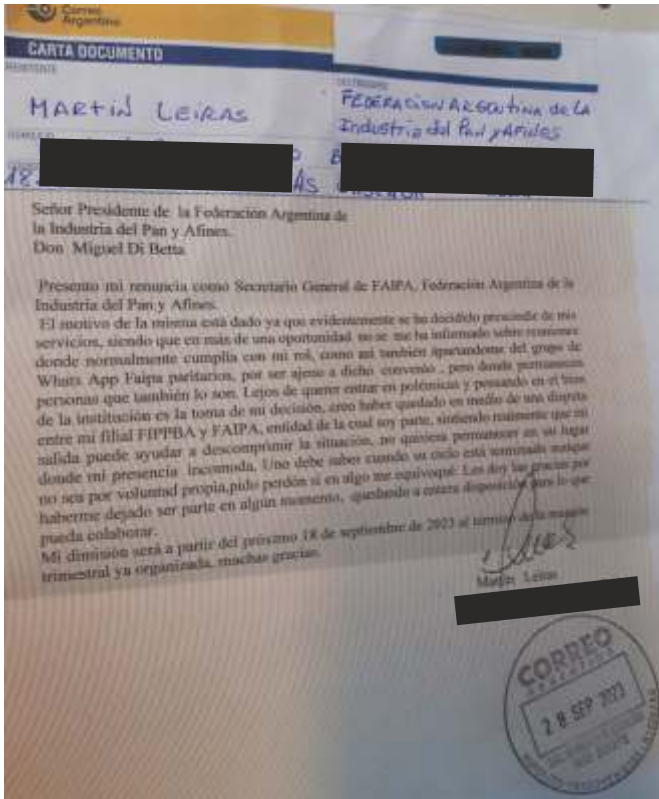 Correo
Argentino
CARTA DOCUMENTO
REMITENTE
DESTINATARIO
MARTIN LEIRAS
FEDERACION ARGENTINA de LA
Industria del Pan y Afines
18
AS
Señor Presidente de la Federación Argentina de
la Industria del Pan y Afines.
Don Miguel Di Betta
Presento mi renuncia como Secretario General de FAIPA, Federación Argentina de la
Industria del Pan y Afines.
El motivo de la misma está dado ya que evidentemente se ha decidido prescindir de mis
servicios, siendo que en más de una oportunidad no se me ha informado sobre reuniones
donde normalmente cumplía con mi rol, como así también apartandome del grupo de
Whats App Faipa paritarios, por ser ajeno a dicho convenio , pero donde permanecen
personas que también lo son. Lejos de querer entrar en polémicas y pensando en el bien
de la institución es la toma de mi decisión, creo haber quedado en medio de una disputa
entre mi filial FIPPBA y FAIPA, entidad de la cual soy parte, sintiendo realmente que mi
salida puede ayudar a descomprimir la situación, no quisiera permanecer en un lugar
donde mi presencia incomoda. Uno debe saber cuando su ciclo está terminado aunque
no sea por voluntad propia,pido perdón si en algo me equivoqué. Les doy las gracias por
haberme dejado ser parte en algún momento, quedando a entera disposición para lo que
pueda colaborar.
Mi dimisión será a partir del próximo 18 de septiembre de 2023 al termino de la reunión
trimestral ya organizada, muchas gracias.
Martín Leiras
CORREO
ARGENTINO
28 SEP 2023